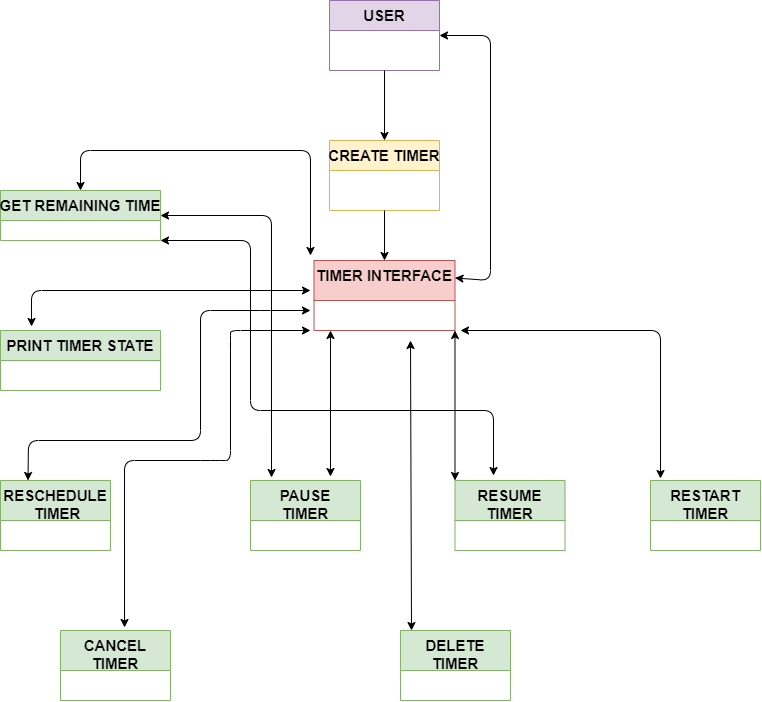 USER
CREATE TIMER
GET REMAINING TIME
TIMER INTERFACE
PRINT TIMER STATE
RESCHEDULE
TIMER
PAUSE
TIMER
RESUME
TIMER
RESTART
TIMER
CANCEL
TIMER
DELETE
TIMER